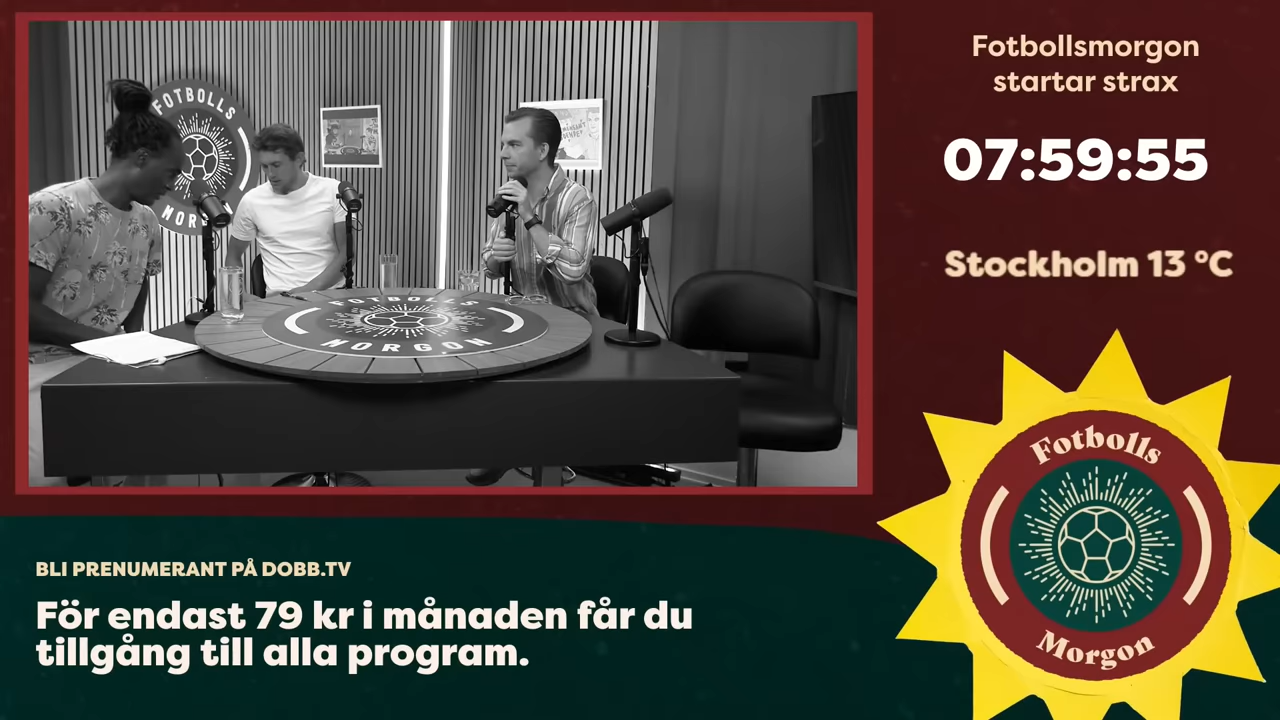 Fotbollsmorgon
startar strax
07:59:55
Stockholm 13 °C
FOTBOLLS
MORGON
FOTBOLLS
MORGON
Fotbolls
Morgon
BLI PRENUMERANT PÅ DOBB.TV
För endast 79 kr i månaden får du
tillgång till alla program.